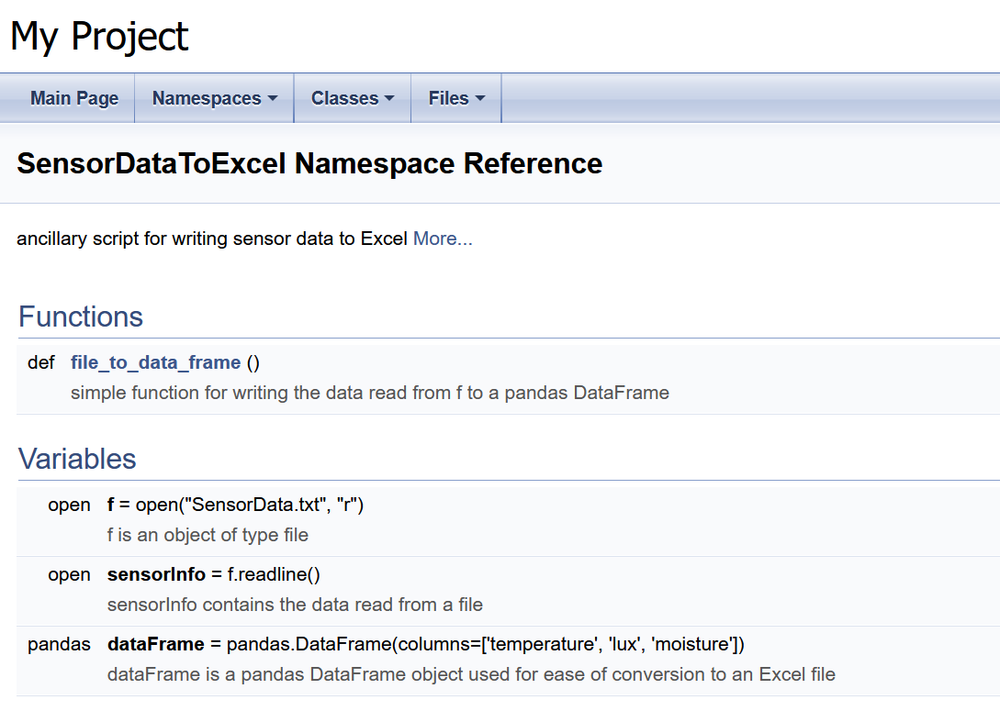 My Project
Main Page Namespaces Classes Files
SensorDataToExcel Namespace Reference
ancillary script for writing sensor data to Excel More...
Functions
def file_to_data_frame ()
simple function for writing the data read from f to a pandas DataFrame
Variables
open f = open("SensorData.txt", "r")
f is an object of type file
open sensorInfo = f.readline()
sensorInfo contains the data read from a file
pandas dataFrame = pandas.DataFrame(columns=['temperature', 'lux', 'moisture'])
dataFrame is a pandas DataFrame object used for ease of conversion to an Excel file